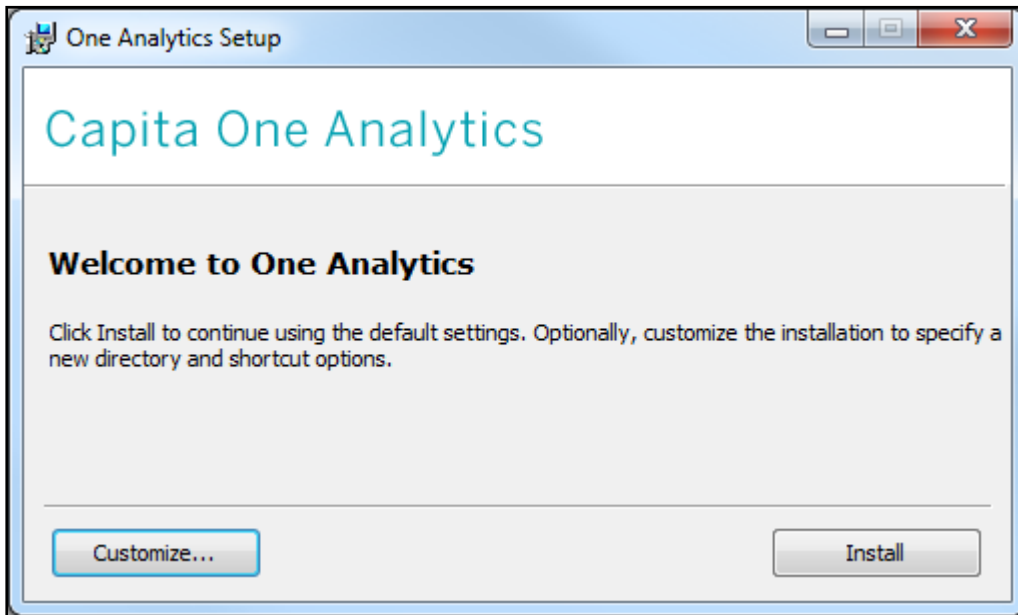 One Analytics Setup
Capita One Analytics
Welcome to One Analytics
Click Install to continue using the default settings. Optionally, customize the installation to specify a
new directory and shortcut options.
Customize...
Install